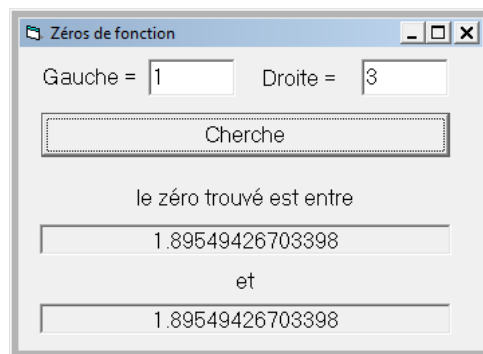 Zéros de fonction
Gauche = 1 Droite = 3
Cherche
le zéro trouvé est entre
1.89549426703398
et
1.89549426703398